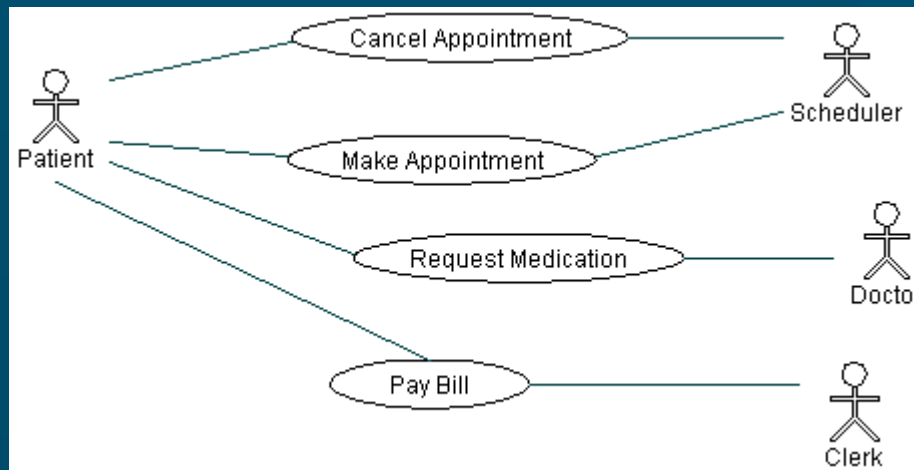 Cancel Appointment
Scheduler
Patient
Make Appointment
Request Medication
Docto
Pay Bill
Clerk